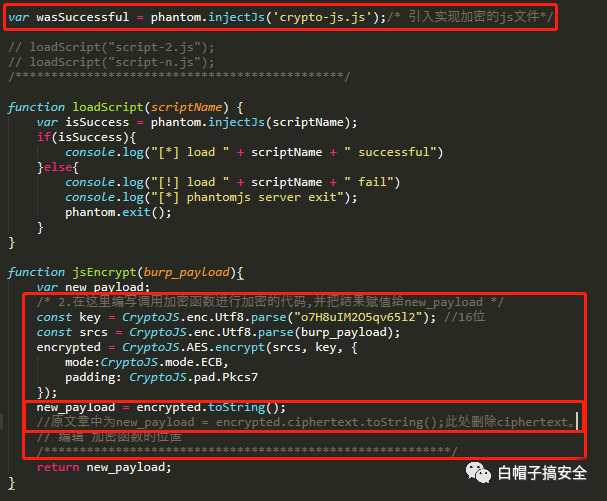 var wasSuccessful = phantom.injectJs('crypto-js.js');/* 引入实现加密的js文件*/
// loadScript("script-2.js");
// loadScript("script-n.js");
/**********************************************/
function loadScript(scriptName) {
var isSuccess = phantom.injectJs(scriptName);
if(isSuccess){
console.log("[*] load " + scriptName + " successful")
}else{
console.log("[!] load " + scriptName + " fail")
console.log("[*] phantomjs server exit");
phantom.exit();
}
}
function jsEncrypt(burp_payload){
var new_payload;
/* 2.在这里编写调用加密函数进行加密的代码,并把结果赋值给new_payload */
const key = CryptoJS.enc.Utf8.parse("o7H8uIM2O5qv65l2"); //16位
const srcs = CryptoJS.enc.Utf8.parse(burp_payload);
encrypted = CryptoJS.AES.encrypt(srcs, key, {
mode:CryptoJS.mode.ECB,
padding: CryptoJS.pad.Pkcs7
});
new_payload = encrypted.toString();
//原文章中为new_payload = encrypted.ciphertext.toString();此处删除ciphertext。
// 编辑 加密函数的位置
/*********************************************************/
return new_payload;
}
白帽子搞安全